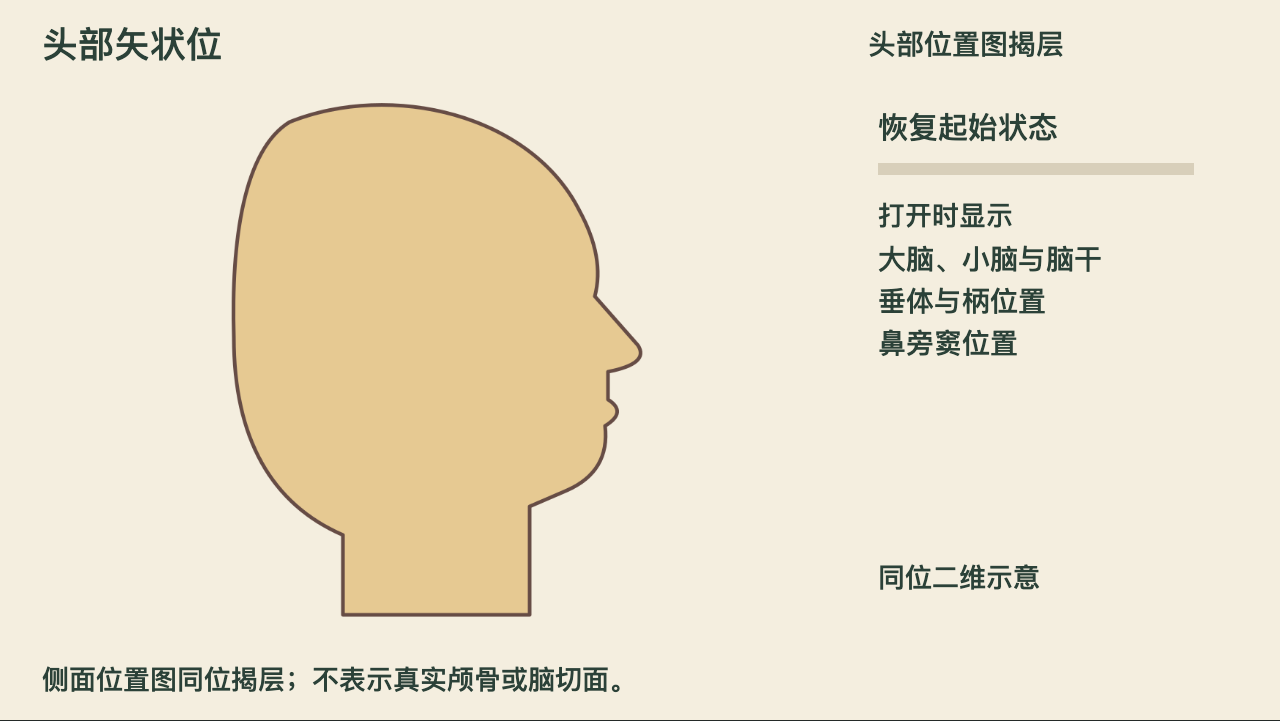 头部矢状位
头部位置图揭层
恢复起始状态
打开时显示
大脑、小脑与脑干
垂体与柄位置
鼻旁窦位置
同位二维示意
侧面位置图同位揭层；不表示真实颅骨或脑切面。